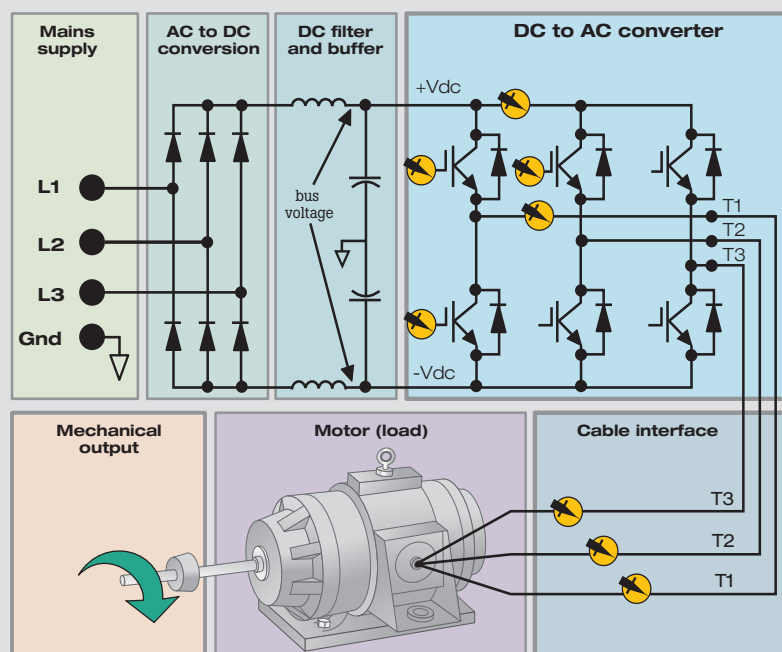 Mains
supply
AC to DC
conversion
DC filter
and buffer
DC to AC converter
+Vdc
L1
L2
L3
Gnd
bus
voltage
T1
T2
T3
-Vdc
Mechanical
output
Motor (load)
Cable interface
T3
T2
T1